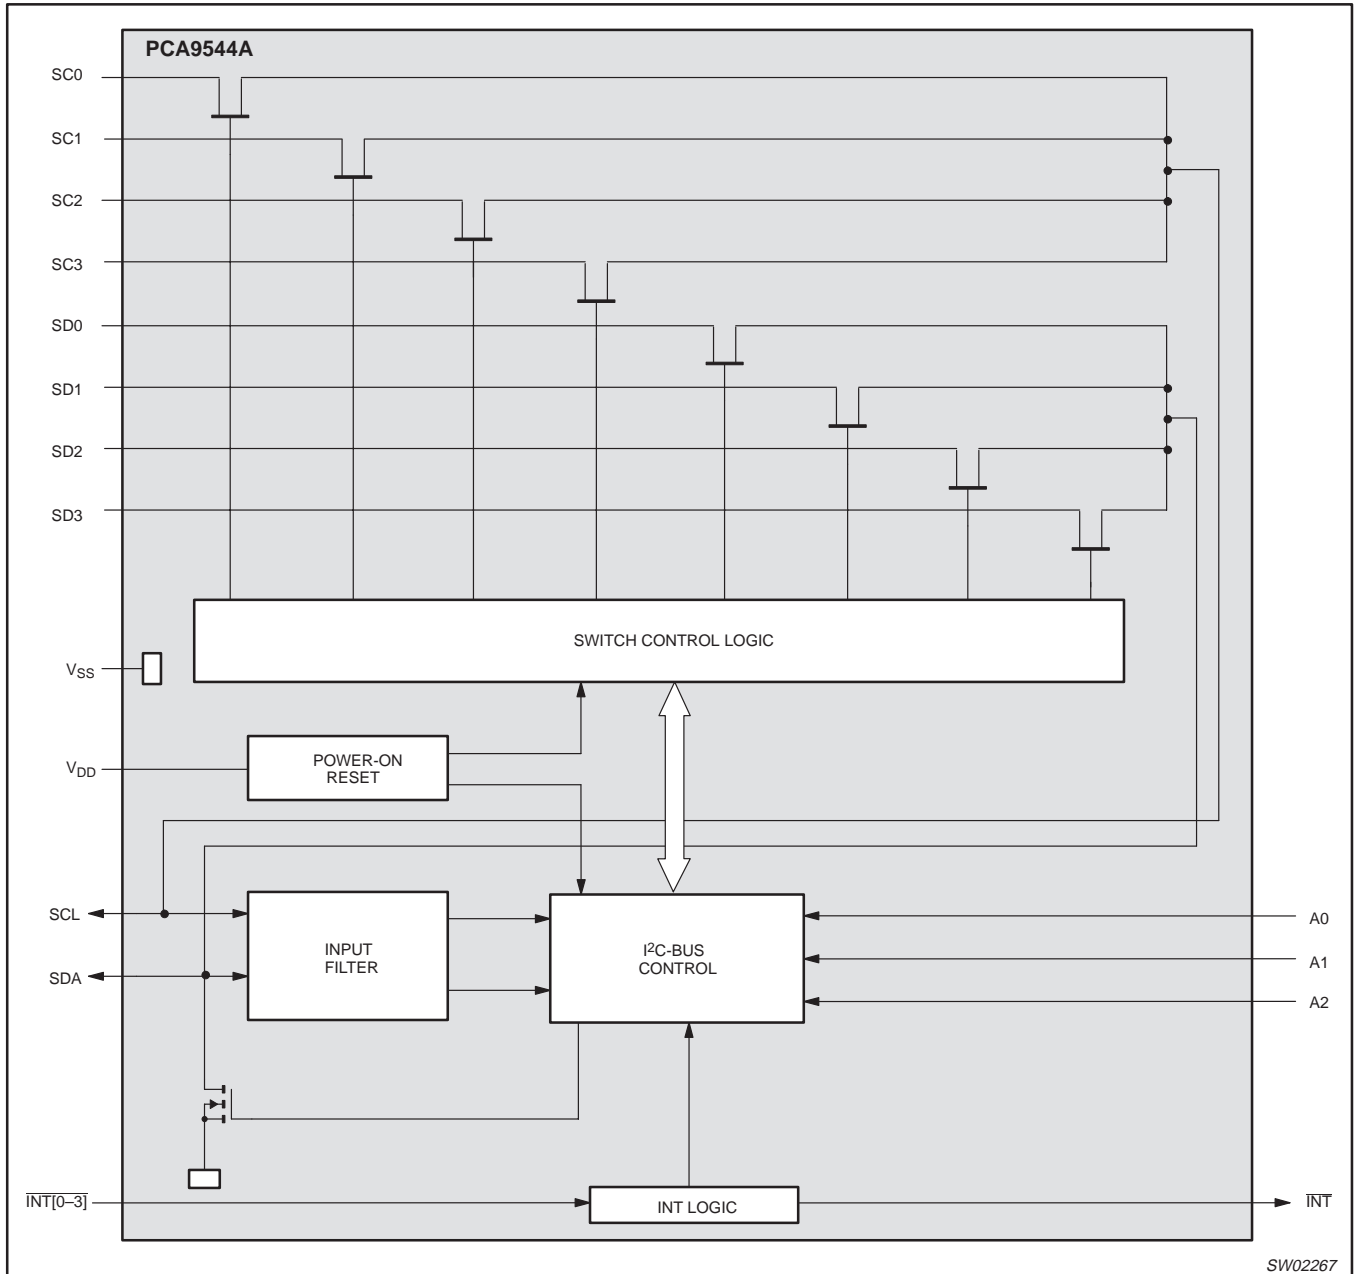 PCA9544A
SC0
SC1
SC2
SC3
SD0
SD1
SD2
SD3
SWITCH CONTROL LOGIC
VSS
POWER-ON
RESET
VDD
SCL
INPUT
FILTER
I2C-BUS
CONTROL
A0
SDA
A1
A2
INT[0–3]
INT LOGIC
INT
SW02267